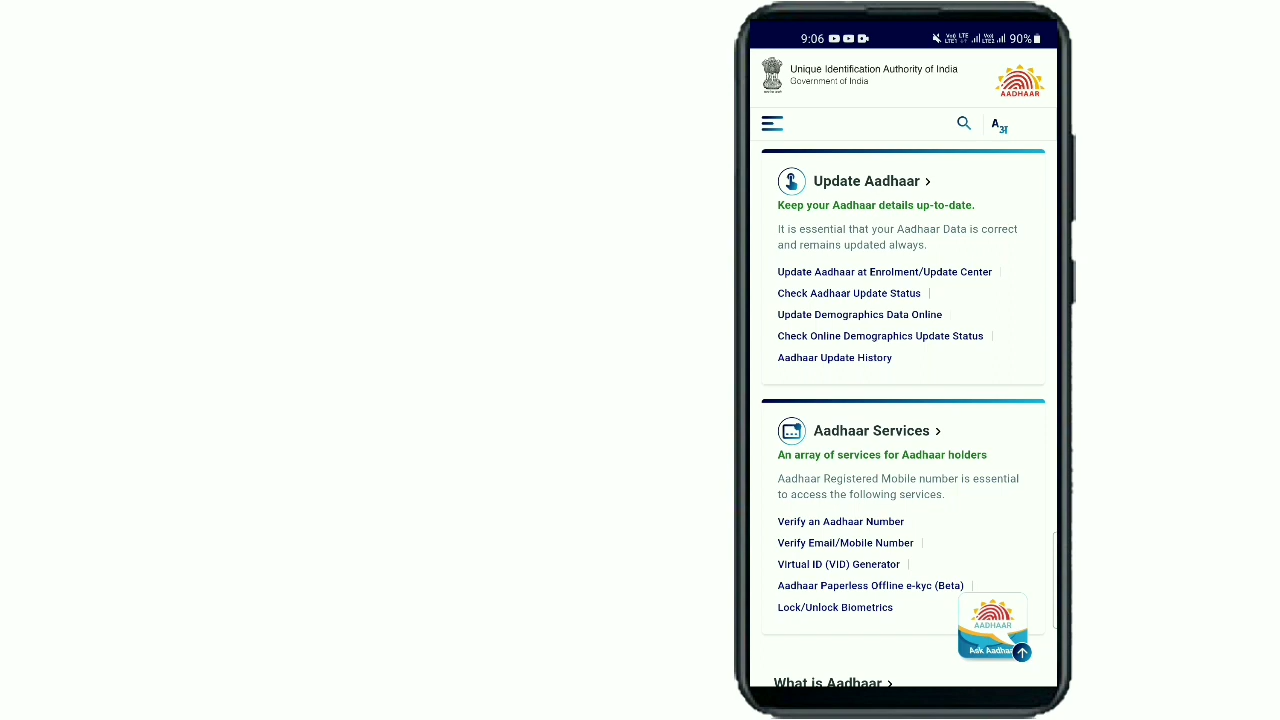 9:06 90%
Unique Identification Authority of India
Government of India
AADHAAR
A अ
Update Aadhaar
Keep your Aadhaar details up-to-date.
It is essential that your Aadhaar Data is correct
and remains updated always.
Update Aadhaar at Enrolment/Update Center
Check Aadhaar Update Status
Update Demographics Data Online
Check Online Demographics Update Status
Aadhaar Update History
Aadhaar Services
An array of services for Aadhaar holders
Aadhaar Registered Mobile number is essential
to access the following services.
Verify an Aadhaar Number
Verify Email/Mobile Number
Virtual ID (VID) Generator
Aadhaar Paperless Offline e-kyc (Beta)
Lock/Unlock Biometrics
AADHAAR
Ask Aadhaar
What is Aadhaar